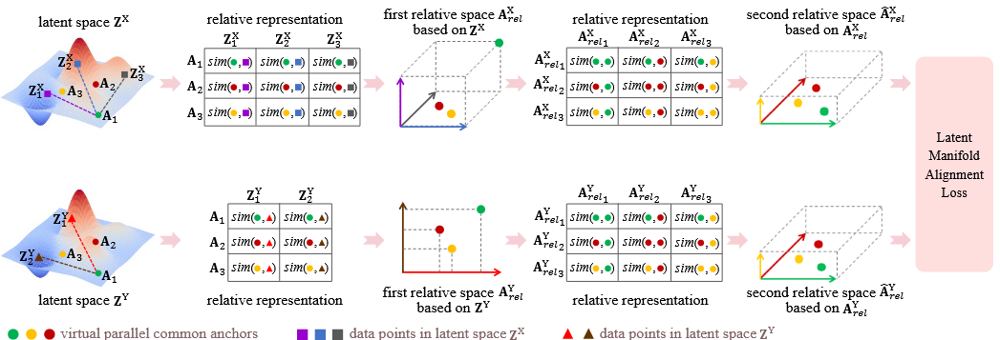 latent space Z^X
Z_1^X
Z_2^X
Z_3^X
A_1
A_2
A_3
relative representation
Z_1^X Z_2^X Z_3^X
A_1 sim(●,■) sim(●,■) sim(●,■)
A_2 sim(●,■) sim(●,■) sim(●,■)
A_3 sim(●,■) sim(●,■) sim(●,■)
first relative space A_rel^X
based on Z^X
relative representation
A_rel1^X A_rel2^X A_rel3^X
A_rel1^X sim(●,●) sim(●,●) sim(●,●)
A_rel2^X sim(●,●) sim(●,●) sim(●,●)
A_rel3^X sim(●,●) sim(●,●) sim(●,●)
second relative space Â_rel^X
based on A_rel^X
Latent
Manifold
Alignment
Loss
Z_1^Y
Z_2^Y
A_1
A_2
A_3
latent space Z^Y
Z_1^Y Z_2^Y
A_1 sim(●,▲) sim(●,▲)
A_2 sim(●,▲) sim(●,▲)
A_3 sim(●,▲) sim(●,▲)
relative representation
first relative space A_rel^Y
based on Z^Y
A_rel1^Y A_rel2^Y A_rel3^Y
A_rel1^Y sim(●,●) sim(●,●) sim(●,●)
A_rel2^Y sim(●,●) sim(●,●) sim(●,●)
A_rel3^Y sim(●,●) sim(●,●) sim(●,●)
relative representation
second relative space Â_rel^Y
based on A_rel^Y
virtual parallel common anchors
data points in latent space Z^X
data points in latent space Z^Y